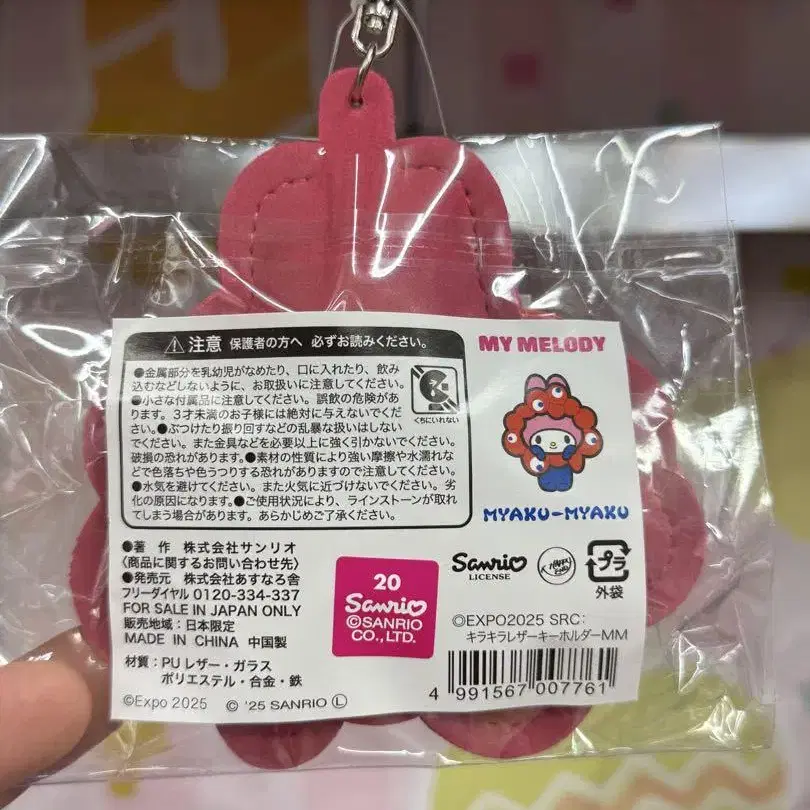 ⚠注意 保護者の方へ 必ずお読みください。
●金属部分を乳幼児がなめたり、口に入れたり、飲み
込むなどしないように、お取扱いに注意してください。
●小さな付属品に注意してください。誤飲の危険があ
ります。3才未満のお子様には絶対に与えないでくだ
さい。●ぶつけたり振り回すなどの乱暴な扱いはしない
でください。また金具などを必要以上に強く引かないでください。
破損の恐れがあります。●素材の性質により強い摩擦や水濡れな
どで色落ちや色うつりする恐れがありますので注意してください。
●水気を避けてください。また火気に近づけないでください。劣
化の原因になります。●ご使用状況により、ラインストーンが取れ
てしまう場合があります。あらかじめご了承ください。
くちにいれない
MY MELODY
MYAKU-MYAKU
●著 作 株式会社サンリオ
〈商品に関するお問い合わせ先〉
●発売元 株式会社あすなろ舎
フリーダイヤル 0120-334-337
FOR SALE IN JAPAN ONLY
販売地域:日本限定
MADE IN CHINA 中国製
材質:PU レザー・ガラス
ポリエステル・合金・鉄
©Expo 2025 © '25 SANRIO Ⓛ
20
Sanrio
©SANRIO
CO., LTD.
Sanrio
LICENSE
プラ
外袋
©EXPO2025 SRC:
キラキラレザーキーホルダーMM
4 991567 007761